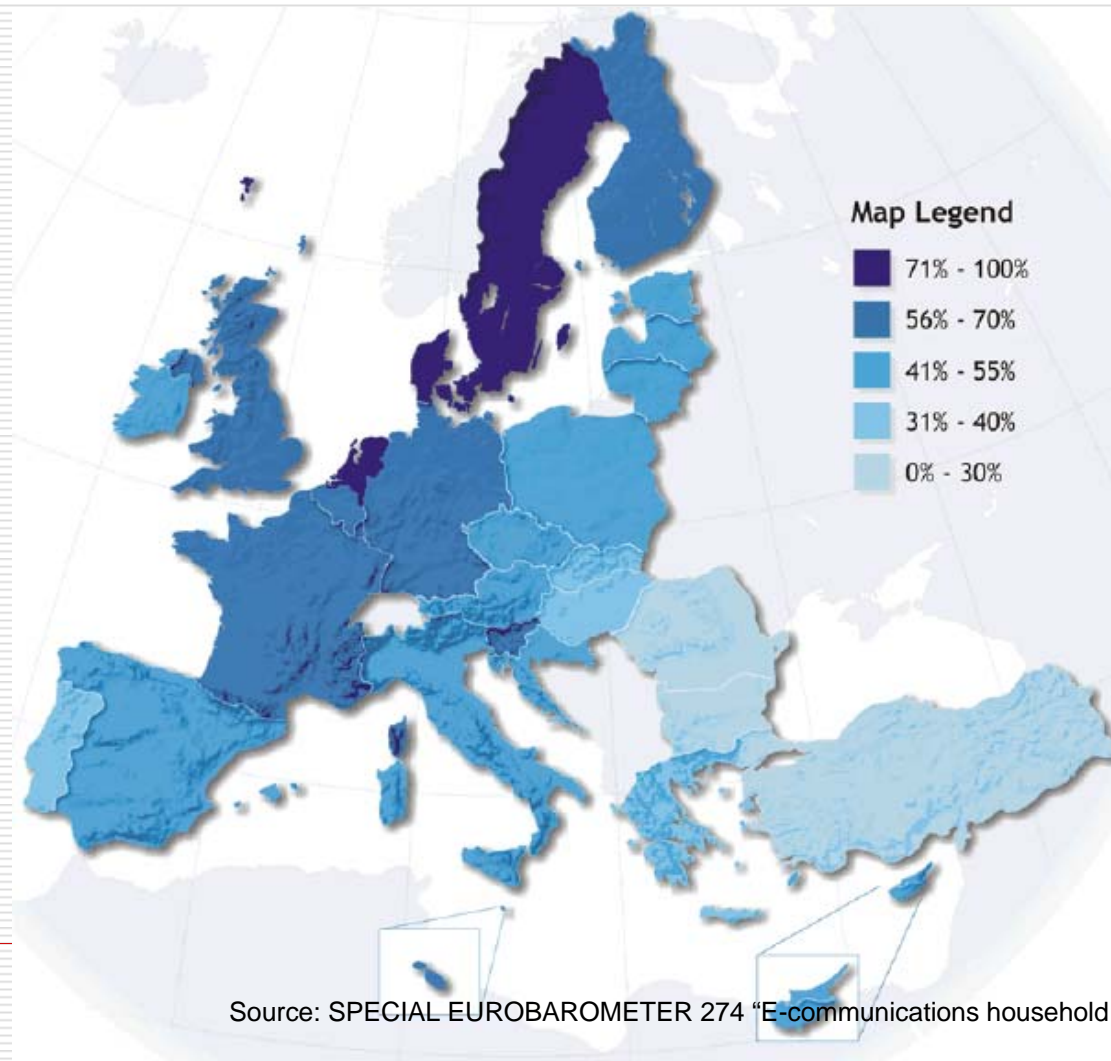 Map Legend
71% - 100%
56% - 70%
41% - 55%
31% - 40%
0% - 30%
Source: SPECIAL EUROBAROMETER 274 “E-communications household